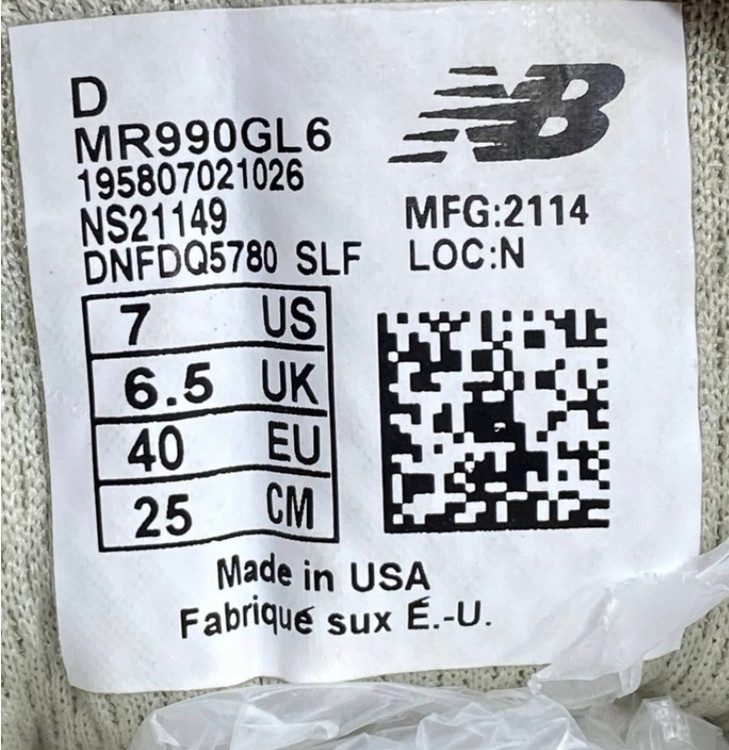 D
MR990GL6
195807021026
NS21149
DNFDQ5780 SLF
NB
MFG:2114
LOC:N
7 US
6.5 UK
40 EU
25 CM
Made in USA
Fabriqué sux É.-U.